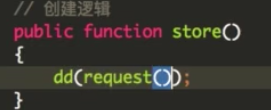 // 创建逻辑
public function store()
{
    dd(request());
}